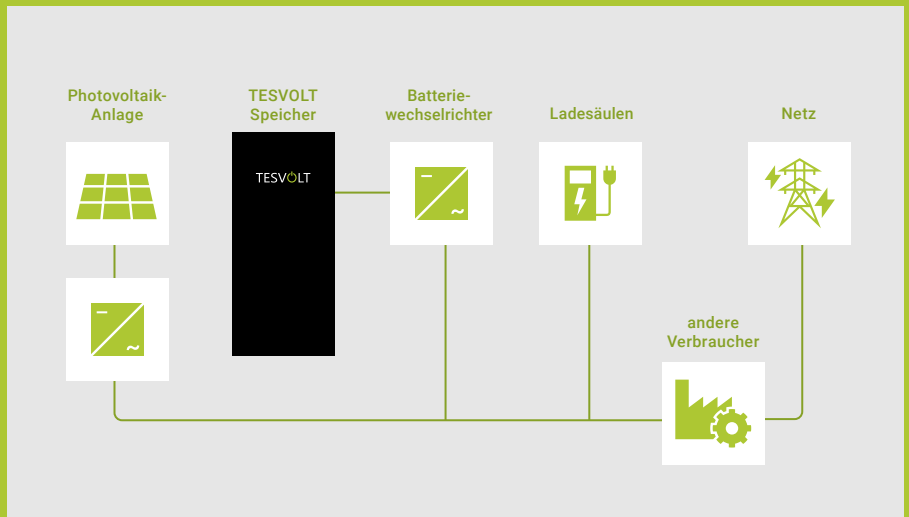 Photovoltaik-
Anlage
TESVOLT
Speicher
Batterie-
wechselrichter
Ladesäulen
Netz
TESVOLT
andere
Verbraucher